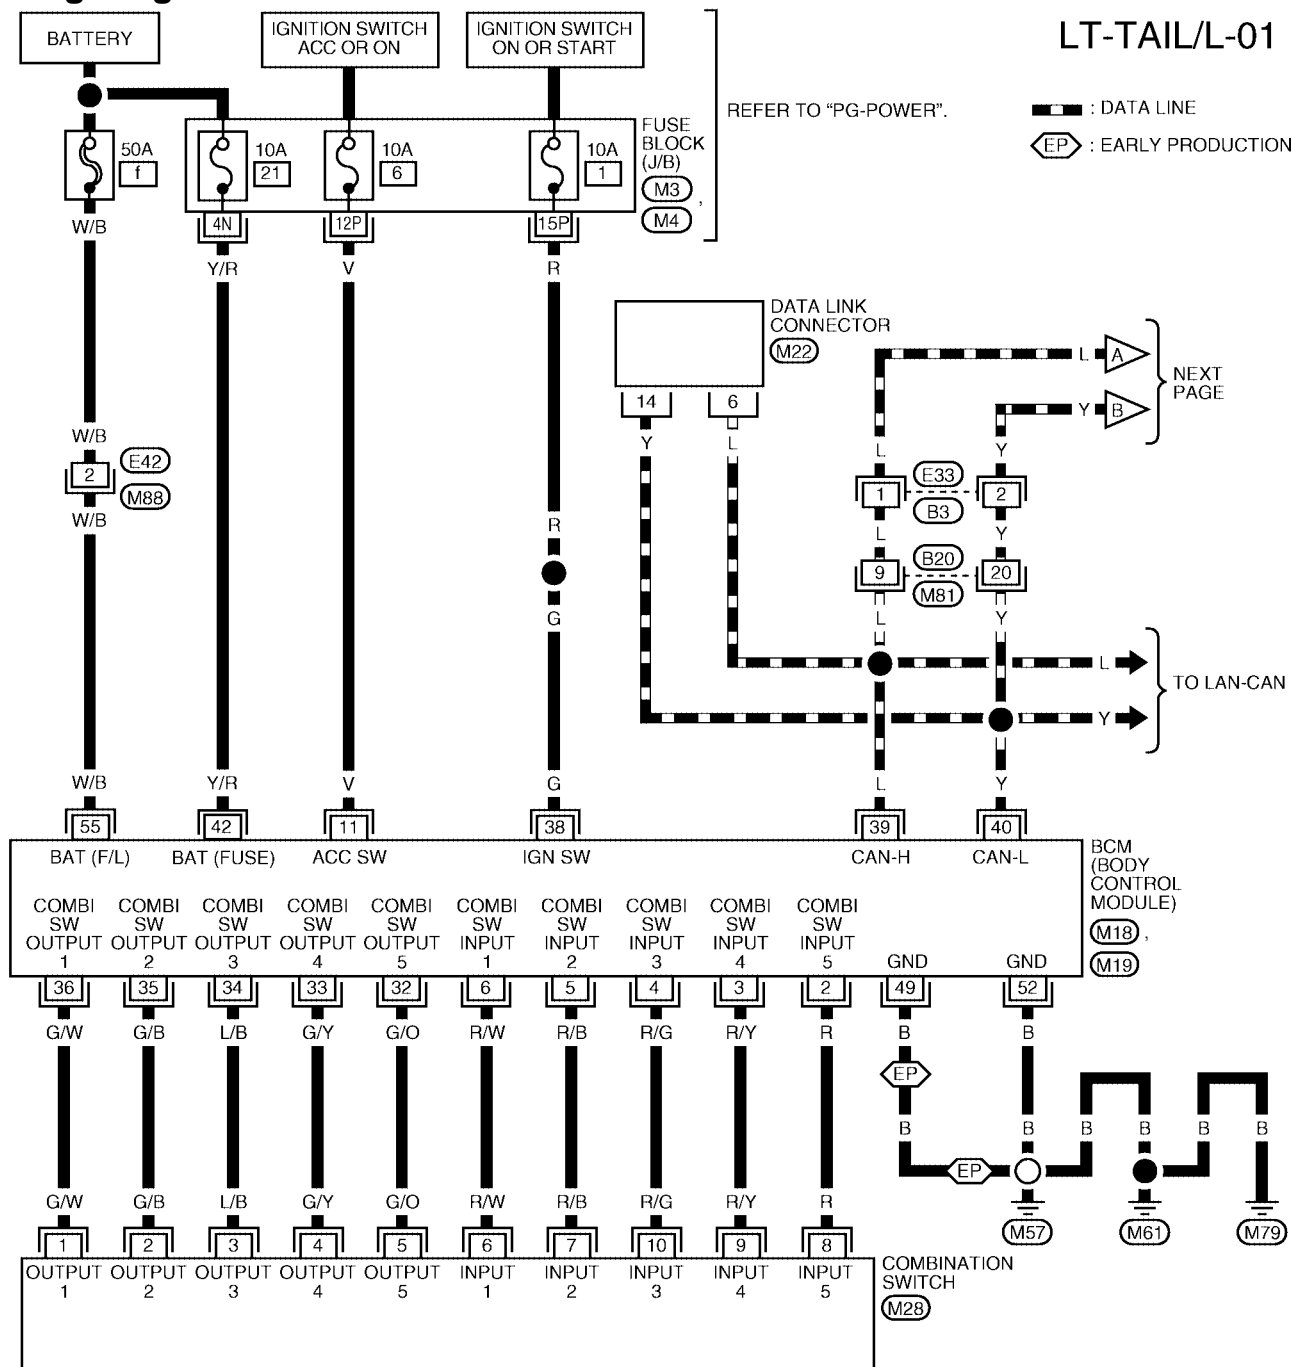 BATTERY
IGNITION SWITCH
ACC OR ON
IGNITION SWITCH
ON OR START
LT-TAIL/L-01
REFER TO “PG-POWER”.
: DATA LINE
EP : EARLY PRODUCTION
50A
f
10A
21
10A
6
10A
1
FUSE
BLOCK
(J/B)
M3 ,
M4
4N 12P 15P
W/B Y/R V R
DATA LINK
CONNECTOR
M22
14 6
Y L
L A
Y B
NEXT
PAGE
W/B
2
E42
M88
W/B
R
G
L Y
1 E33 2
B3
L Y
9 B20 20
M81
L Y
L
Y
TO LAN-CAN
W/B Y/R V G L Y
55 42 11 38 39 40
BAT (F/L) BAT (FUSE) ACC SW IGN SW CAN-H CAN-L
BCM
(BODY
CONTROL
MODULE)
M18 ,
M19
COMBI COMBI COMBI COMBI COMBI COMBI COMBI COMBI COMBI COMBI
SW SW SW SW SW SW SW SW SW SW
OUTPUT OUTPUT OUTPUT OUTPUT OUTPUT INPUT INPUT INPUT INPUT INPUT
1 2 3 4 5 1 2 3 4 5 GND GND
36 35 34 33 32 6 5 4 3 2 49 52
G/W G/B L/B G/Y G/O R/W R/B R/G R/Y R B B
EP
B B B B B B
EP
G/W G/B L/B G/Y G/O R/W R/B R/G R/Y R
M57 M61 M79
1 2 3 4 5 6 7 10 9 8
OUTPUT OUTPUT OUTPUT OUTPUT OUTPUT INPUT INPUT INPUT INPUT INPUT
1 2 3 4 5 1 2 3 4 5
COMBINATION
SWITCH
M28